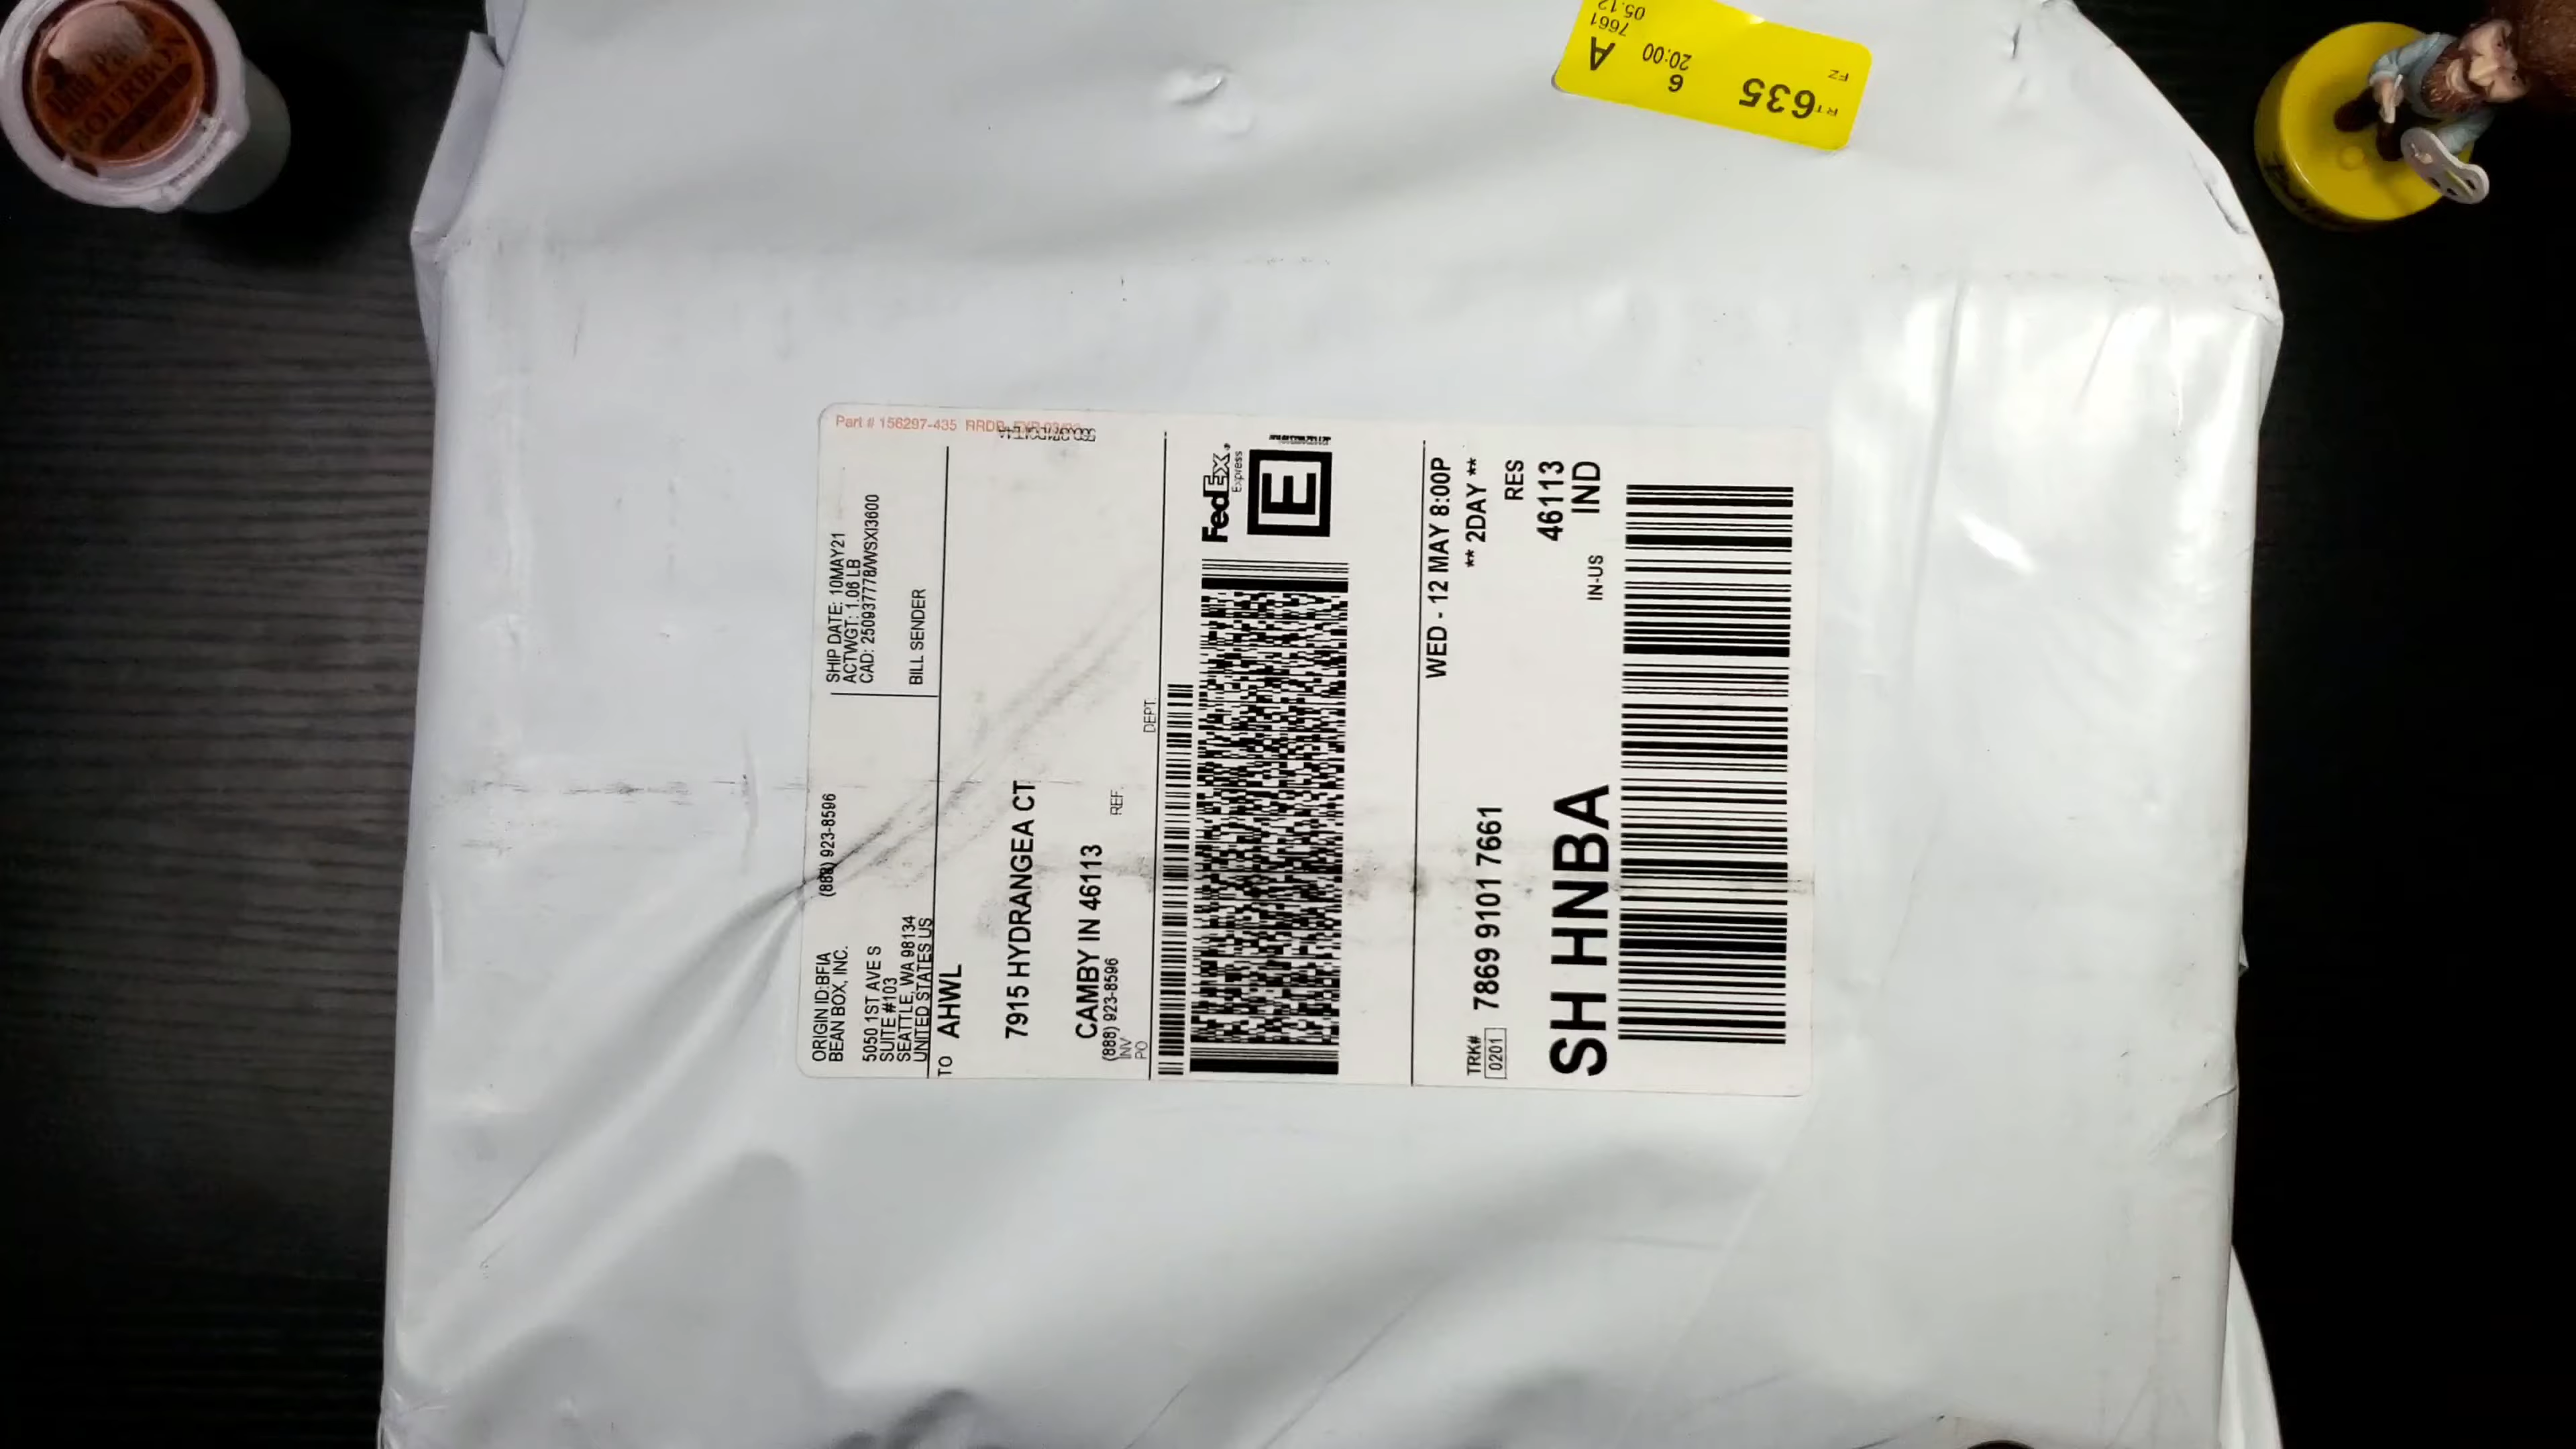 BOURBON
RT 635
FZ
6
20:00
A
7661
05.12
Part # 156297-435 RRDB
ORIGIN ID:BFIA
(888) 923-8596
BEAN BOX, INC.
5050 1ST AVE S
SUITE #103
SEATTLE, WA 98134
UNITED STATES US
SHIP DATE: 10MAY21
ACTWGT: 1.06 LB
CAD: 250937778/WSXI3600
BILL SENDER
TO AHWL
7915 HYDRANGEA CT
CAMBY IN 46113
(888) 923-8596
REF:
INV
PO
DEPT:
FedEx®
Express
E
WED - 12 MAY 8:00P
** 2DAY **
TRK#
0201
7869 9101 7661
RES
SH HNBA
46113
IN-US
IND